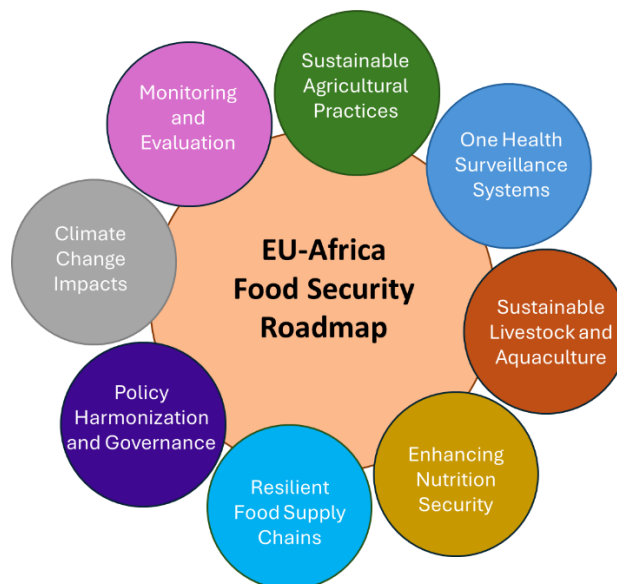 Sustainable
Agricultural
Practices
Monitoring
and
Evaluation
One Health
Surveillance
Systems
EU-Africa
Food Security
Roadmap
Climate
Change
Impacts
Sustainable
Livestock and
Aquaculture
Policy
Harmonization
and Governance
Enhancing
Nutrition
Security
Resilient
Food Supply
Chains